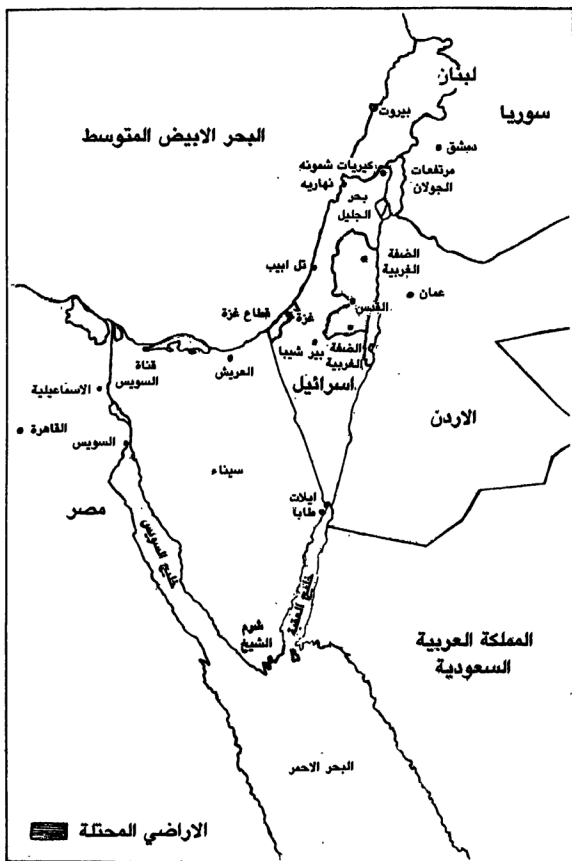 لبنان
سوريا
بيروت
البحر الابيض المتوسط
دمشق
كيريات شمونه
مرتفعات
الجولان
نهاريه
بحر
الجليل
الضفة
الغربية
تل ابيب
عمان
القدس
قطاع غزة
غزة
الضفة
الغربية
بير شيبا
قناة
السويس
العريش
اسرائيل
الاسماعيلية
الاردن
القاهرة
السويس
سيناء
ايلات
طابا
مصر
خليج السويس
خليج العقبة
شرم
الشيخ
المملكة العربية
السعودية
البحر الاحمر
الاراضي المحتلة